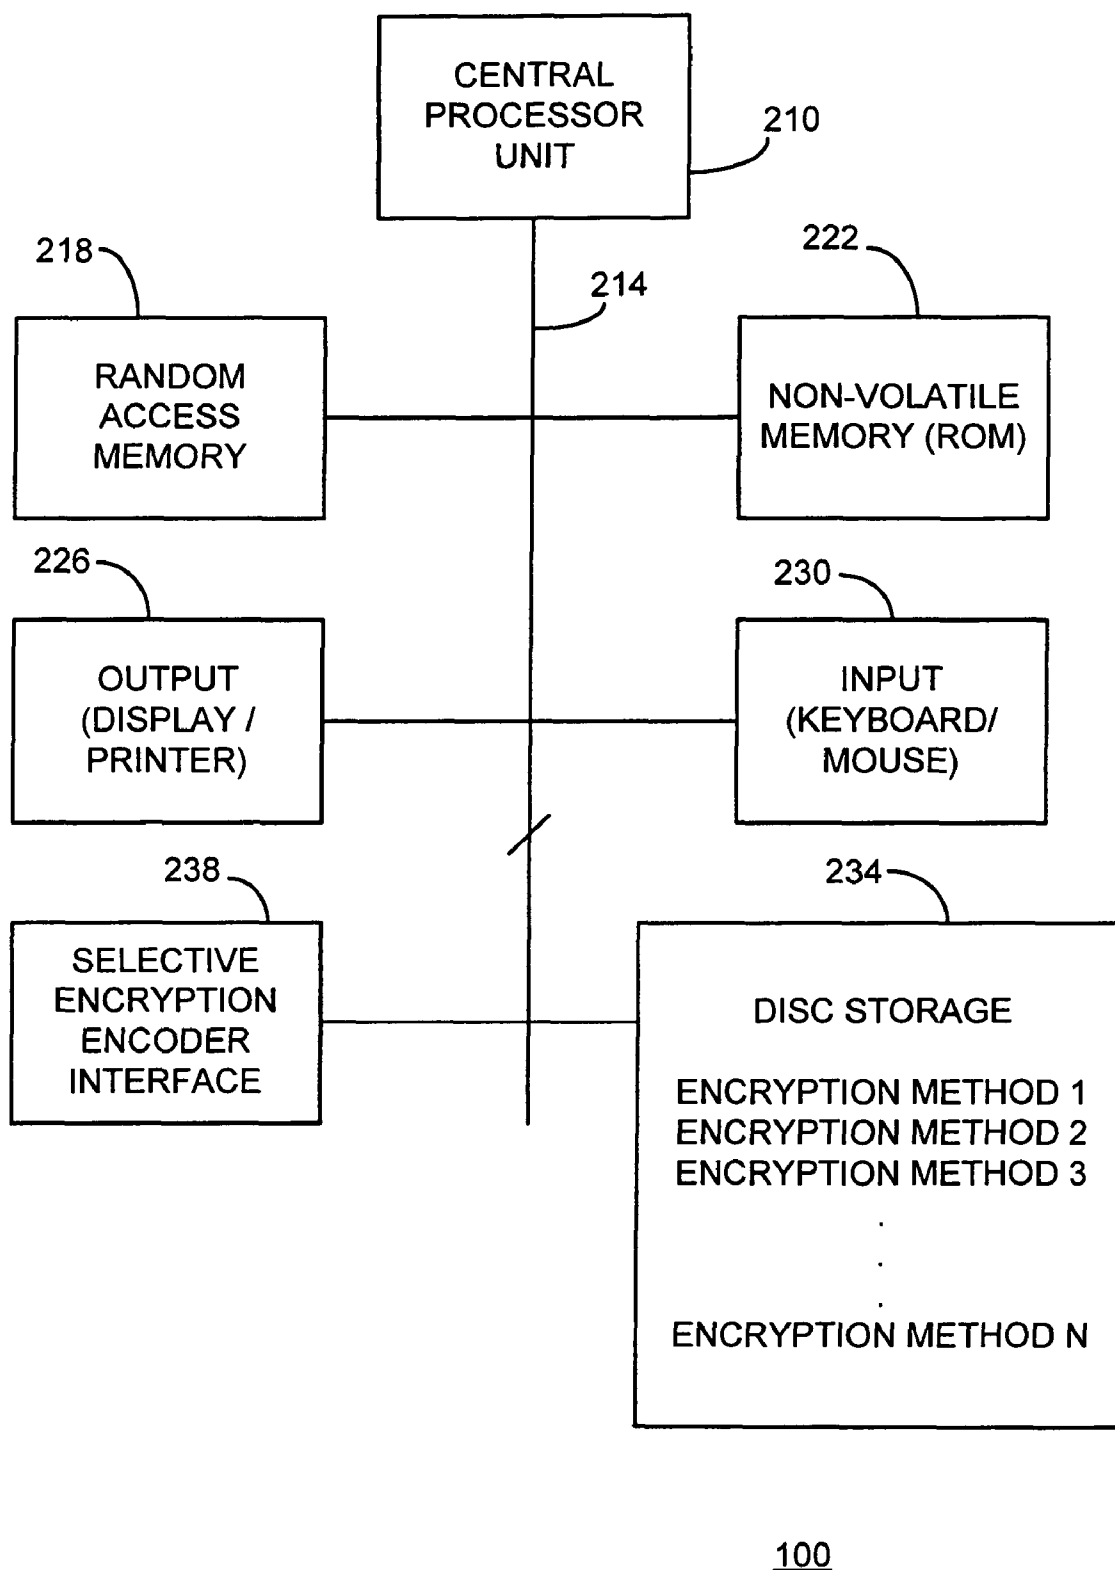 CENTRAL
PROCESSOR
UNIT
210
218
222
214
RANDOM
ACCESS
MEMORY
NON-VOLATILE
MEMORY (ROM)
226
230
OUTPUT
(DISPLAY /
PRINTER)
INPUT
(KEYBOARD/
MOUSE)
238
234
SELECTIVE
ENCRYPTION
ENCODER
INTERFACE
DISC STORAGE
ENCRYPTION METHOD 1
ENCRYPTION METHOD 2
ENCRYPTION METHOD 3
.
.
.
ENCRYPTION METHOD N
100